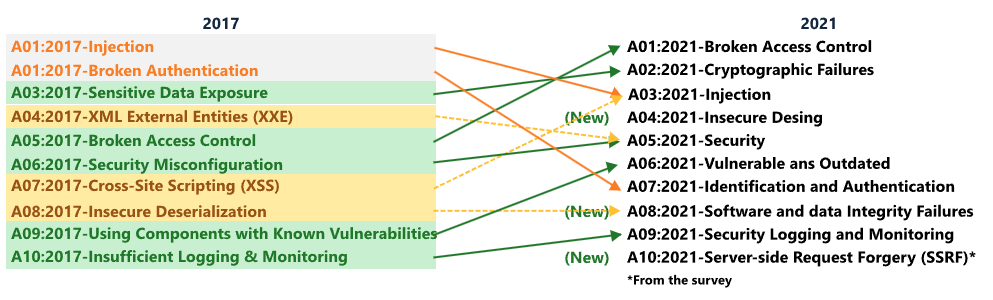 2017 2021
A01:2017-Injection A01:2021-Broken Access Control
A01:2017-Broken Authentication A02:2021-Cryptographic Failures
A03:2017-Sensitive Data Exposure A03:2021-Injection
A04:2017-XML External Entities (XXE) (New) A04:2021-Insecure Desing
A05:2017-Broken Access Control A05:2021-Security
A06:2017-Security Misconfiguration A06:2021-Vulnerable ans Outdated
A07:2017-Cross-Site Scripting (XSS) A07:2021-Identification and Authentication
A08:2017-Insecure Deserialization (New) A08:2021-Software and data Integrity Failures
A09:2017-Using Components with Known Vulnerabilities A09:2021-Security Logging and Monitoring
A10:2017-Insufficient Logging & Monitoring (New) A10:2021-Server-side Request Forgery (SSRF)*
*From the survey